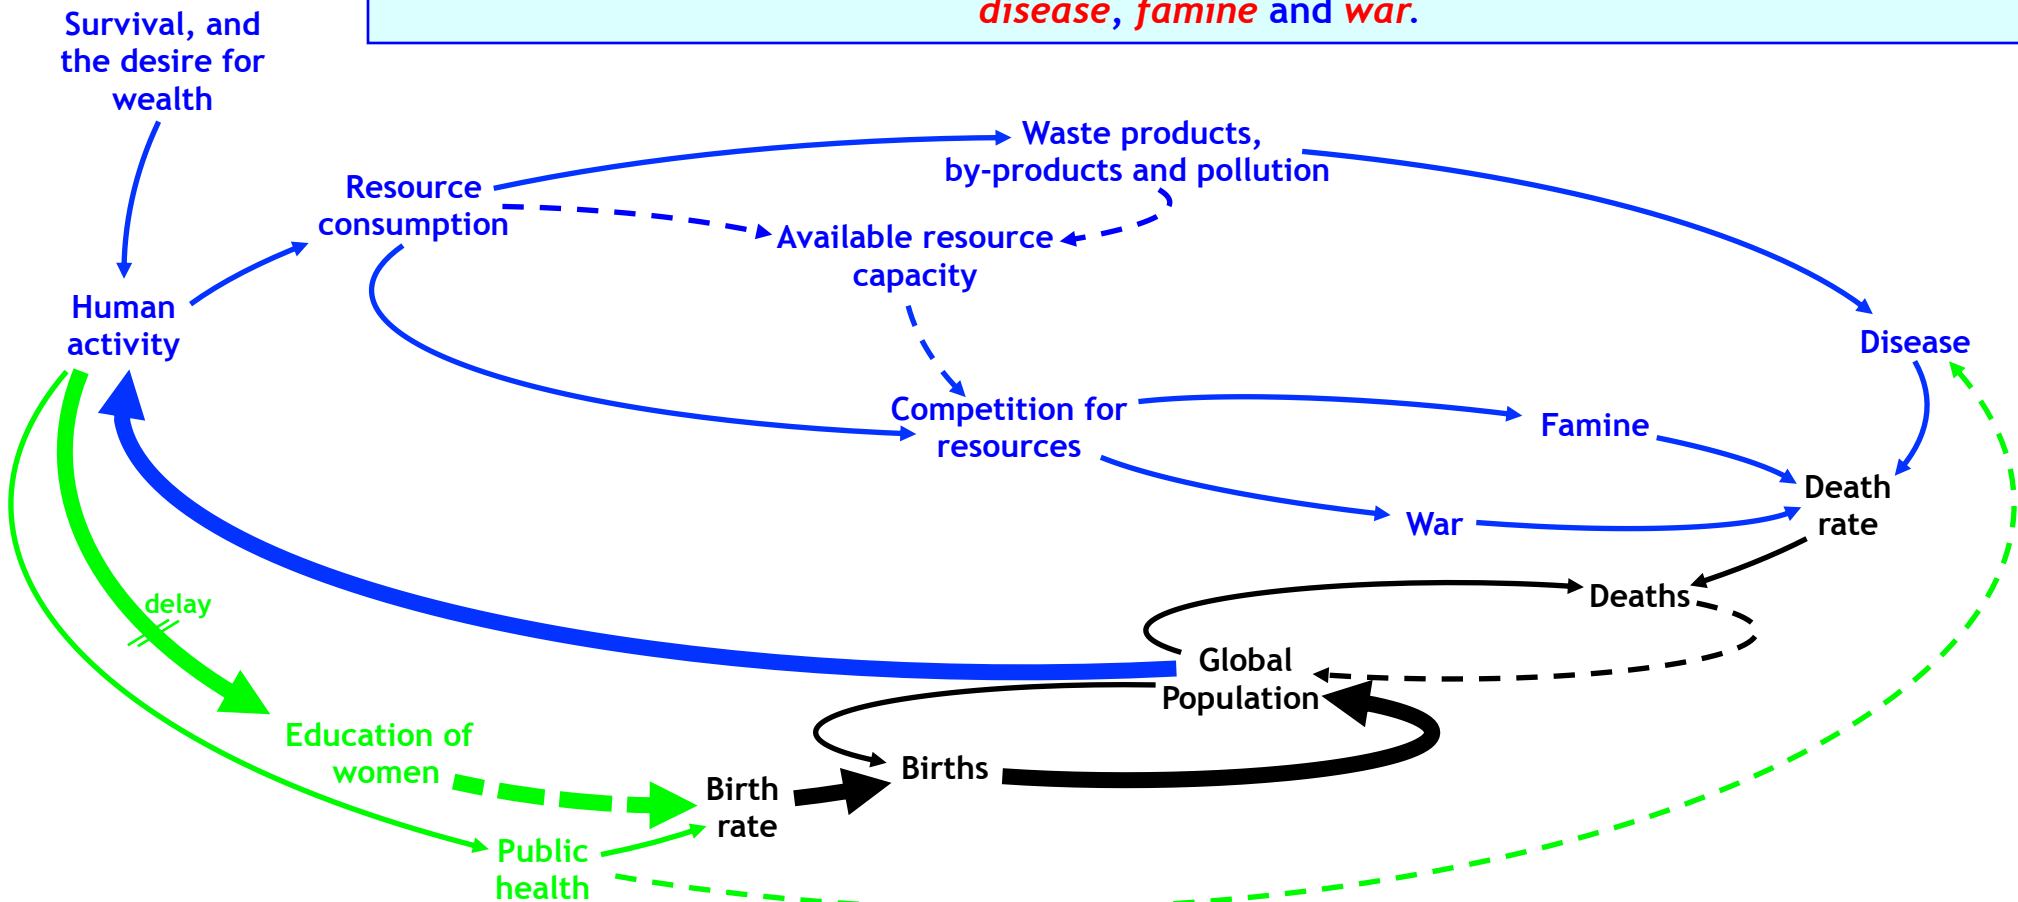 disease, famine and war.
Survival, and
the desire for
wealth
Waste products,
by-products and pollution
Resource
consumption
Available resource
capacity
Human
activity
Disease
Competition for
resources
Famine
Death
rate
War
Deaths
delay
Global
Population
Education of
women
Births
Birth
rate
Public
health